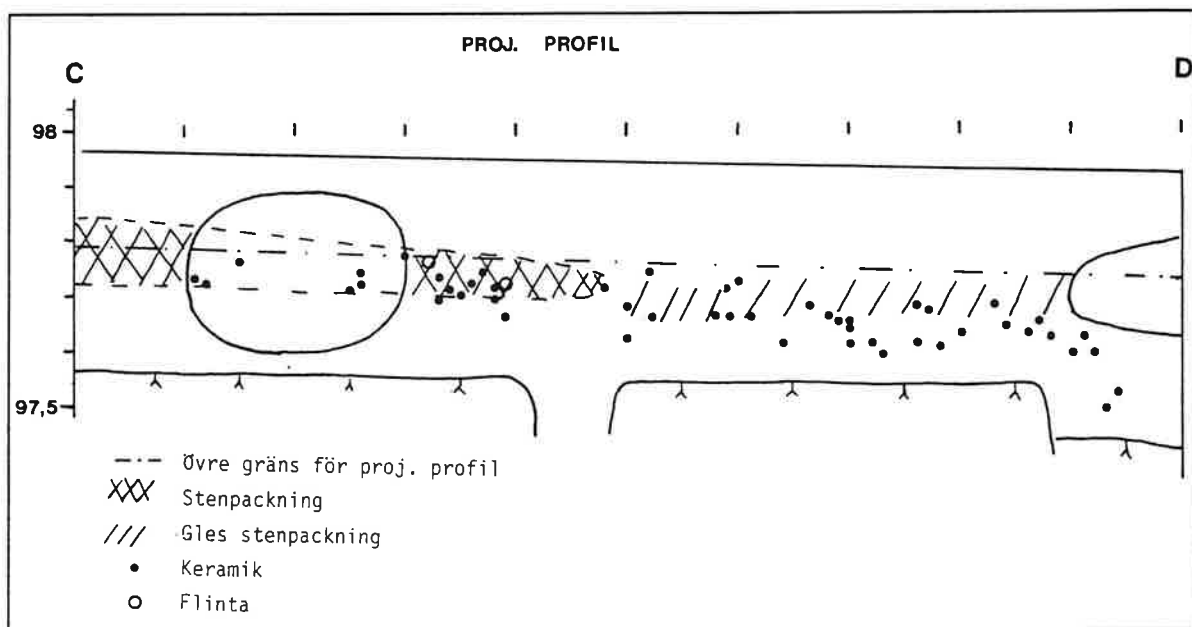 PROJ. PROFIL
C
D
98
97,5
Övre gräns för proj. profil
Stenpackning
Gles stenpackning
Keramik
Flinta